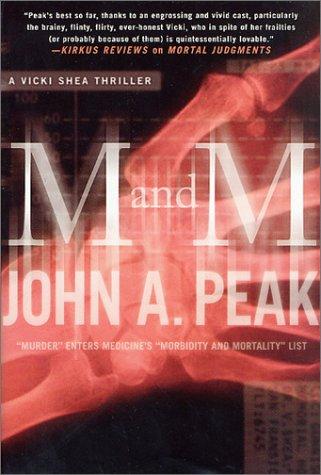 "Peak's best so far, thanks to an engrossing and vivid cast, particularly
the brainy, flinty, flirty, ever-honest Vicki, who in spite of her frailties
(or probably because of them) is quintessentially lovable."
—KIRKUS REVIEWS ON MORTAL JUDGMENTS
A VICKI SHEA THRILLER
M and M
JOHN A. PEAK
"MURDER" ENTERS MEDICINE'S "MORBIDITY AND MORTALITY" LIST